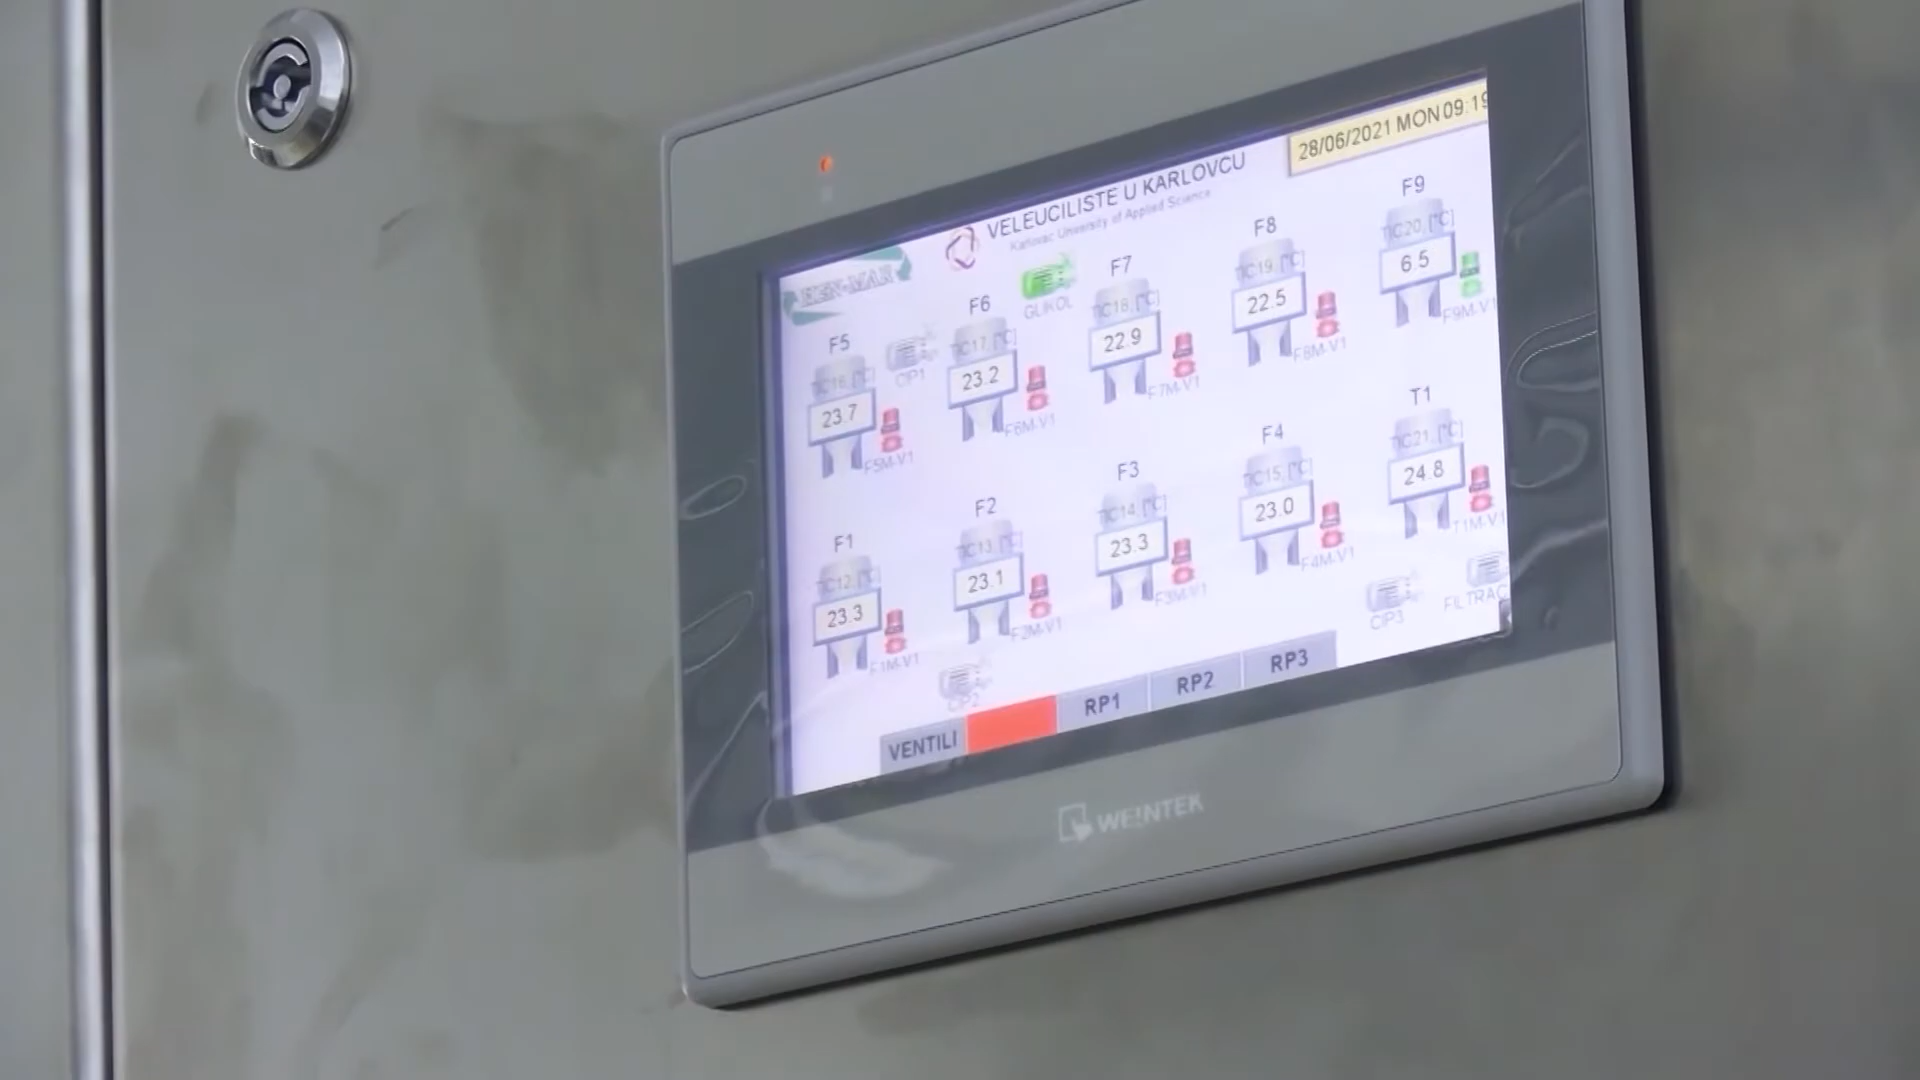 28/06/2021 MON 09:19
VELEUCILISTE U KARLOVCU
Karlovac University of Applied Science
HEN-MAR
GLIKOL
CIP1
F5
TIC16, [°C]
23.7
F5M-V1
F6
TIC17, [°C]
23.2
F6M-V1
F7
TIC18, [°C]
22.9
F7M-V1
F8
TIC19, [°C]
22.5
F8M-V1
F9
TIC20, [°C]
6.5
F9M-V1
F1
TIC12, [°C]
23.3
F1M-V1
F2
TIC13, [°C]
23.1
F2M-V1
F3
TIC14, [°C]
23.3
F3M-V1
F4
TIC15, [°C]
23.0
F4M-V1
T1
TIC21, [°C]
24.8
T1M-V1
CIP2
CIP3
FILTRAC
VENTILI
RP1
RP2
RP3
WEINTEK